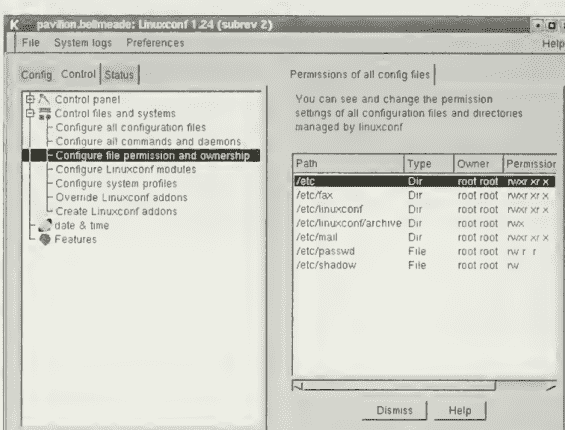 K pavilion.bellmeade: Linuxconf 1.24 (subrev 2)
File System logs Preferences Help
Config Control Status
Control panel
Control files and systems
Configure all configuration files
Configure all commands and daemons
Configure file permission and ownership
Configure Linuxconf modules
Configure system profiles
Override Linuxconf addons
Create Linuxconf addons
date & time
Features
Permissions of all config files
You can see and change the permission
settings of all configuration files and directories
managed by linuxconf
Path Type Owner Permission
/etc Dir root root rwxr xr x
/etc/fax Dir root root rwxr xr x
/etc/linuxconf Dir root root rwxr xr x
/etc/linuxconf/archive Dir root root rwx
/etc/mail Dir root root rwxr xr x
/etc/passwd File root root rw r r
/etc/shadow File root root rw
Dismiss Help